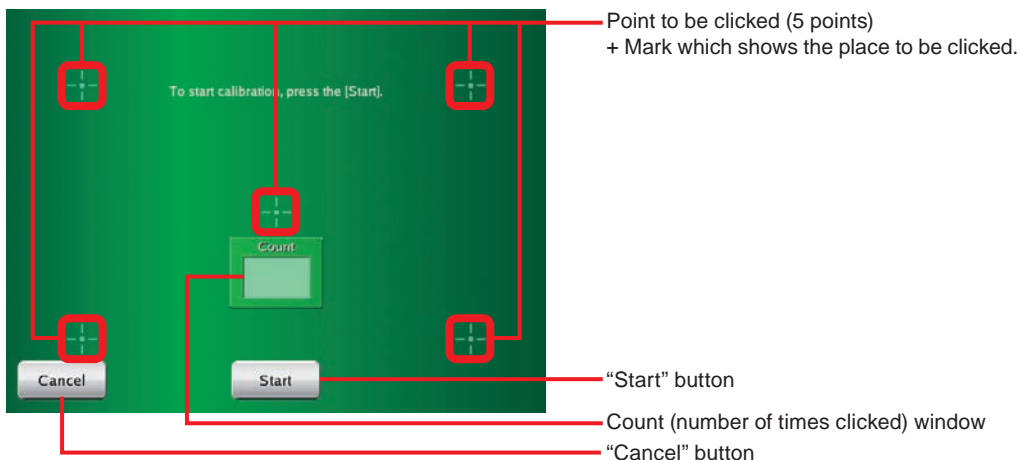 Point to be clicked (5 points)
+ Mark which shows the place to be clicked.
To start calibration, press the [Start].
Count
Cancel
Start
“Start” button
Count (number of times clicked) window
“Cancel” button